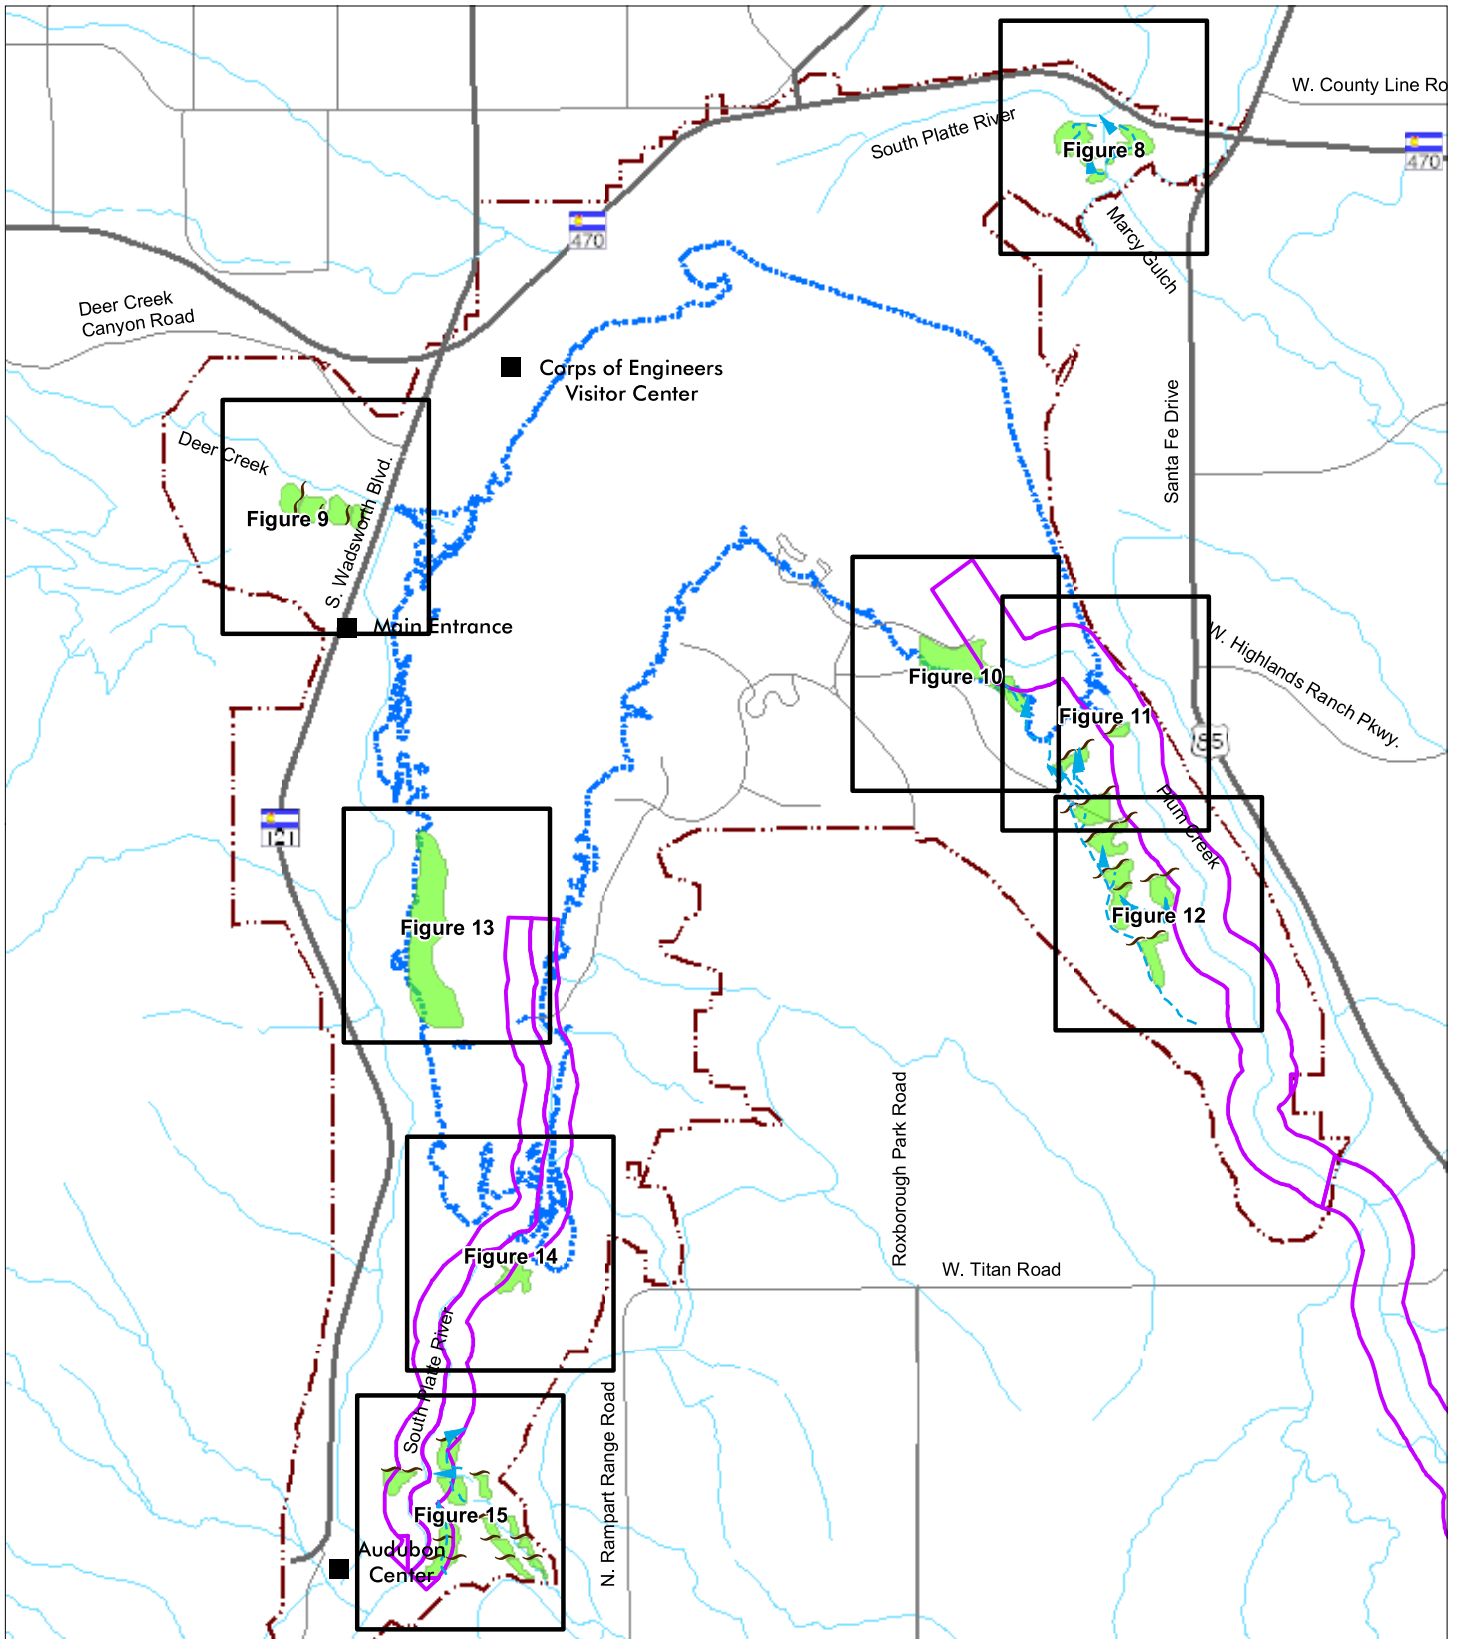 W. County Line Ro
South Platte River
Figure 8
470
470
Marcy Gulch
Deer Creek
Canyon Road
Corps of Engineers
Visitor Center
Santa Fe Drive
Deer Creek
Figure 9
S. Wadsworth Blvd.
Main Entrance
W. Highlands Ranch Pkwy.
Figure 10
Figure 11
85
Plum Creek
121
Figure 12
Figure 13
Roxborough Park Road
Figure 14
W. Titan Road
South Platte River
N. Rampart Range Road
Figure 15
Audubon
Center